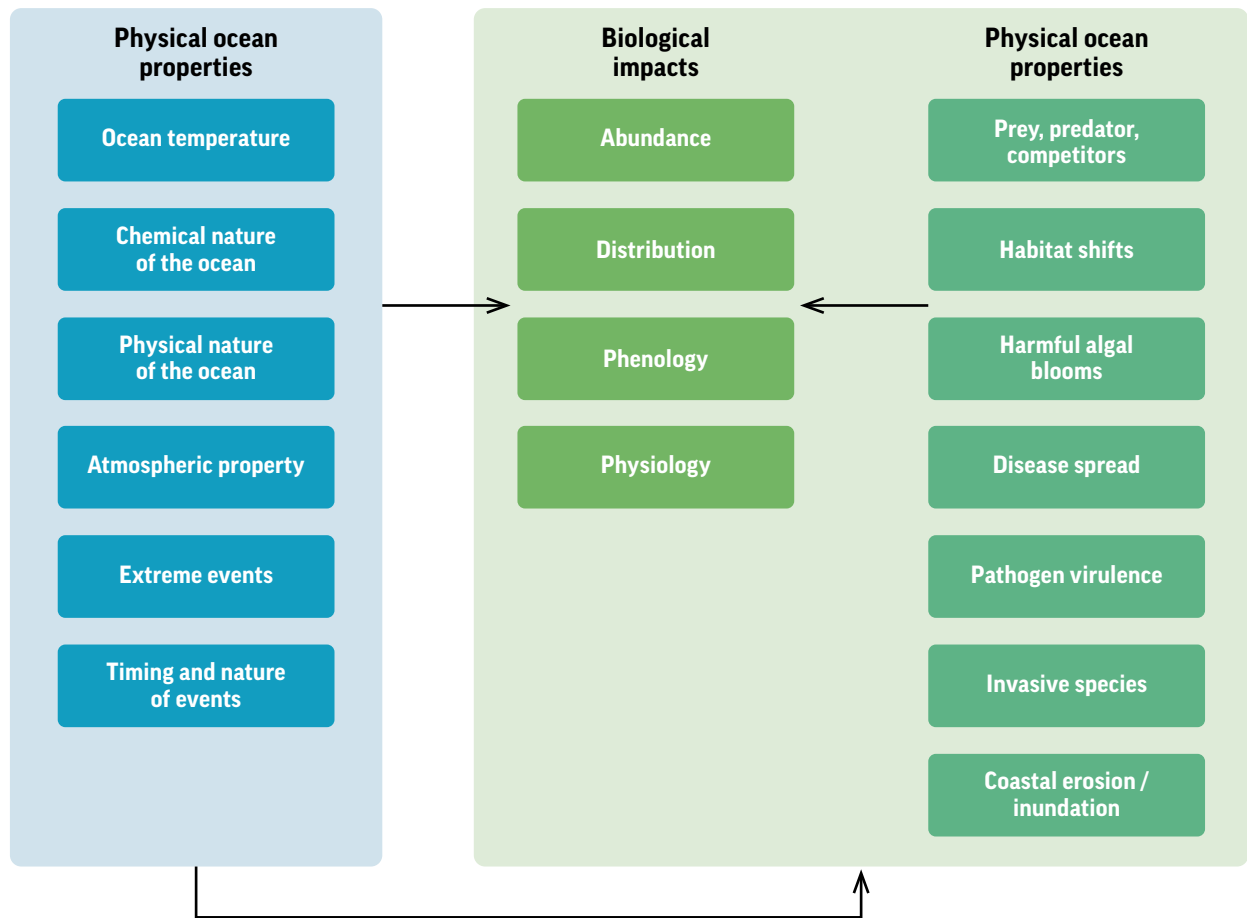 Physical ocean
properties
Ocean temperature
Chemical nature
of the ocean
Physical nature
of the ocean
Atmospheric property
Extreme events
Timing and nature
of events
Biological
impacts
Abundance
Distribution
Phenology
Physiology
Physical ocean
properties
Prey, predator,
competitors
Habitat shifts
Harmful algal
blooms
Disease spread
Pathogen virulence
Invasive species
Coastal erosion /
inundation